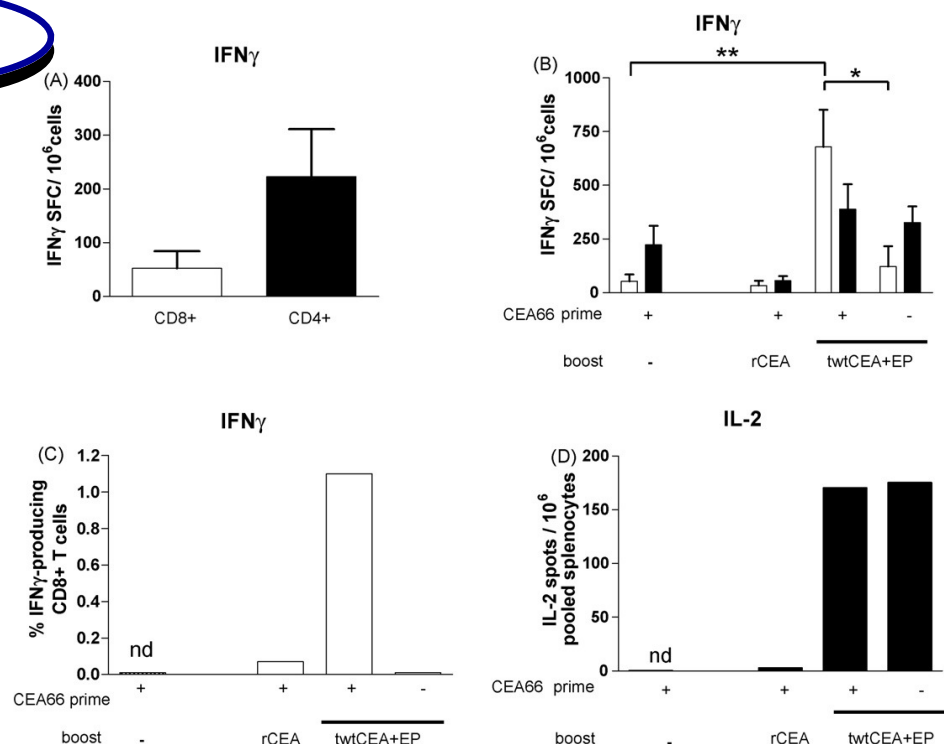 IFNγ
(A)
400
300
200
100
0
IFNγ SFC/ 10⁶cells
CD8+ CD4+
IFNγ
(B)
**
*
1000
750
500
250
0
IFNγ SFC/ 10⁶cells
CEA66 prime + + + -
boost - rCEA twtCEA+EP
IFNγ
(C)
1.2
1.0
0.8
0.6
0.4
0.2
0.0
% IFNγ-producing
CD8+ T cells
nd
CEA66 prime + + + -
boost - rCEA twtCEA+EP
IL-2
(D)
200
150
100
50
0
IL-2 spots / 10⁶
pooled splenocytes
nd
CEA66 prime + + + -
boost - rCEA twtCEA+EP